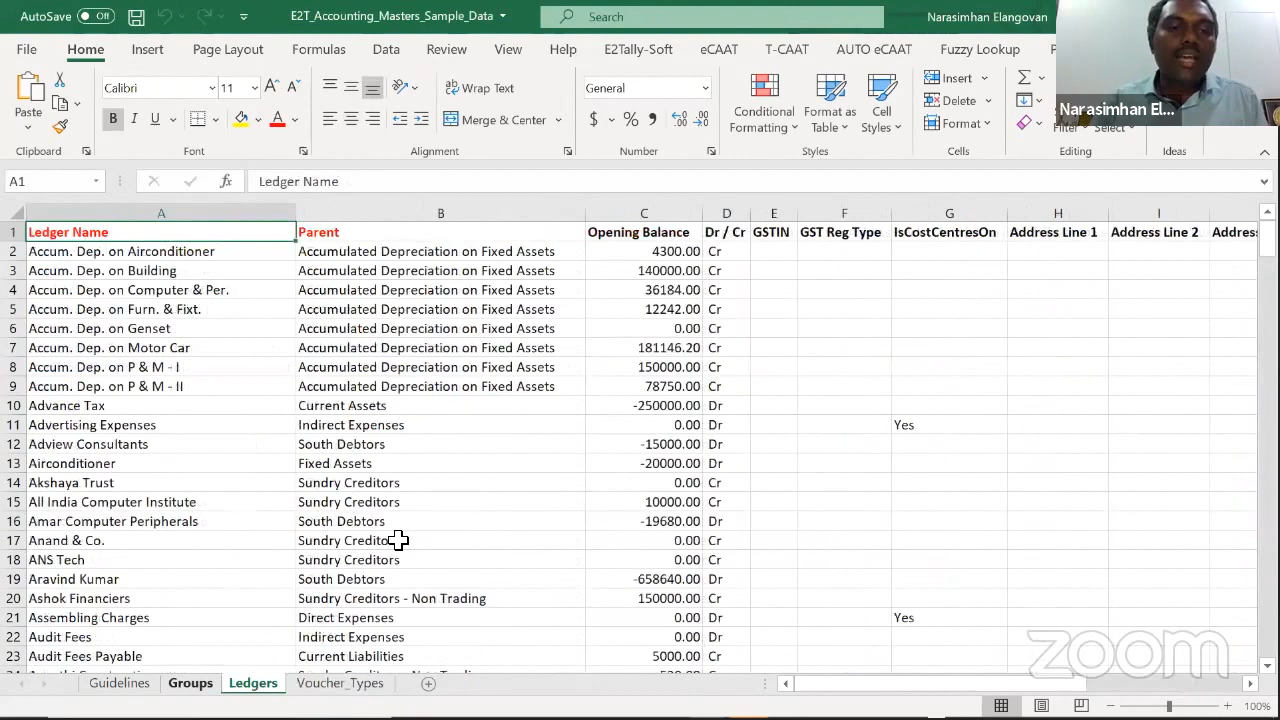 AutoSave Off E2T_Accounting_Masters_Sample_Data Search Narasimhan Elangovan
File Home Insert Page Layout Formulas Data Review View Help E2Tally-Soft eCAAT T-CAAT AUTO eCAAT Fuzzy Lookup
Calibri 11 Wrap Text General Insert
Paste B I U Merge & Center $ % Conditional Formatting Format as Table Cell Styles Delete Format
Narasimhan El...
Clipboard Font Alignment Number Styles Cells Editing Ideas
A1 fx Ledger Name
A B C D E F G H I
1 Ledger Name Parent Opening Balance Dr / Cr GSTIN GST Reg Type IsCostCentresOn Address Line 1 Address Line 2 Addres
2 Accum. Dep. on Airconditioner Accumulated Depreciation on Fixed Assets 4300.00 Cr
3 Accum. Dep. on Building Accumulated Depreciation on Fixed Assets 140000.00 Cr
4 Accum. Dep. on Computer & Per. Accumulated Depreciation on Fixed Assets 36184.00 Cr
5 Accum. Dep. on Furn. & Fixt. Accumulated Depreciation on Fixed Assets 12242.00 Cr
6 Accum. Dep. on Genset Accumulated Depreciation on Fixed Assets 0.00 Cr
7 Accum. Dep. on Motor Car Accumulated Depreciation on Fixed Assets 181146.20 Cr
8 Accum. Dep. on P & M - I Accumulated Depreciation on Fixed Assets 150000.00 Cr
9 Accum. Dep. on P & M - II Accumulated Depreciation on Fixed Assets 78750.00 Cr
10 Advance Tax Current Assets -250000.00 Dr
11 Advertising Expenses Indirect Expenses 0.00 Dr Yes
12 Adview Consultants South Debtors -15000.00 Dr
13 Airconditioner Fixed Assets -20000.00 Dr
14 Akshaya Trust Sundry Creditors 0.00 Cr
15 All India Computer Institute Sundry Creditors 10000.00 Cr
16 Amar Computer Peripherals South Debtors -19680.00 Dr
17 Anand & Co. Sundry Credito 0.00 Cr
18 ANS Tech Sundry Creditors 0.00 Cr
19 Aravind Kumar South Debtors -658640.00 Dr
20 Ashok Financiers Sundry Creditors - Non Trading 150000.00 Cr
21 Assembling Charges Direct Expenses 0.00 Dr Yes
22 Audit Fees Indirect Expenses 0.00 Dr
23 Audit Fees Payable Current Liabilities 5000.00 Cr
zoom
Guidelines Groups Ledgers Voucher_Types
100%